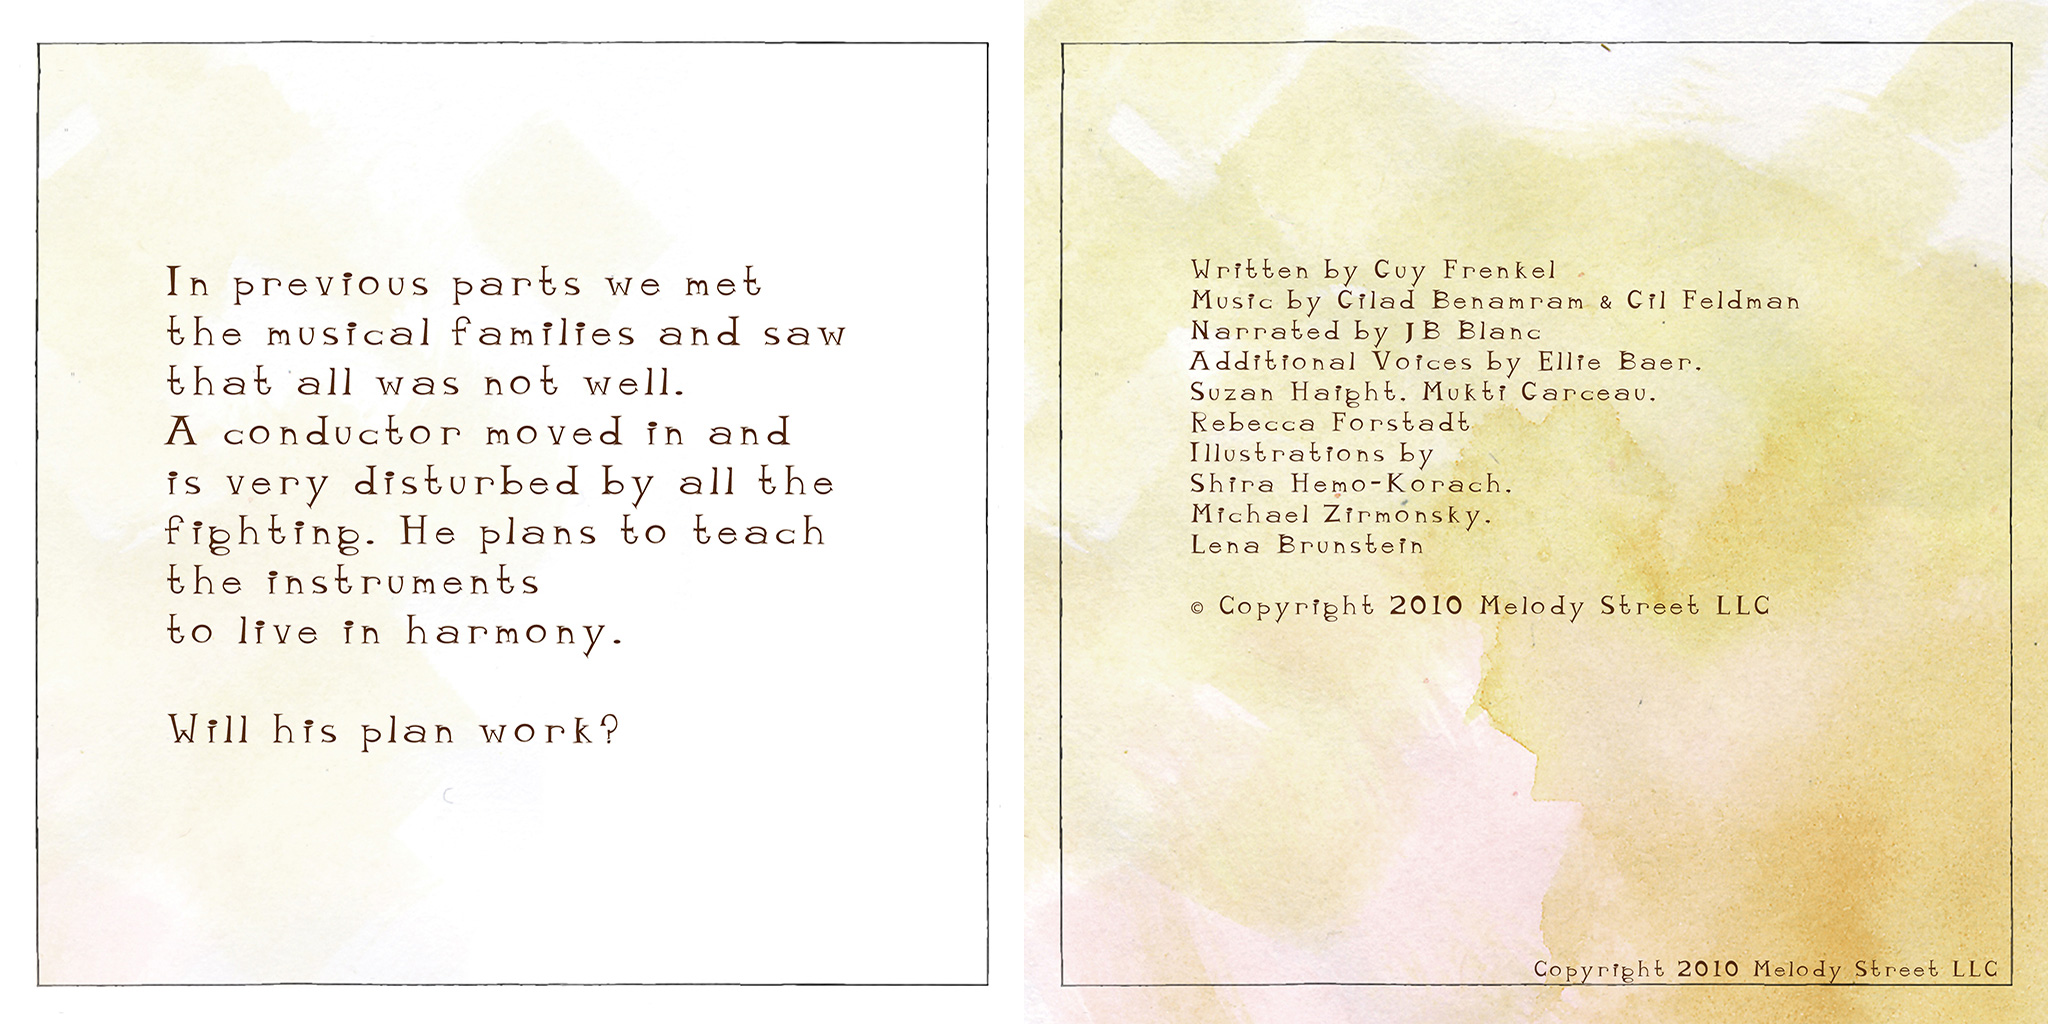 In previous parts we met
the musical families and saw
that all was not well.
A conductor moved in and
is very disturbed by all the
fighting. He plans to teach
the instruments
to live in harmony.
Will his plan work?
Written by Guy Frenkel
Music by Gilad Benamram & Gil Feldman
Narrated by JB Blanc
Additional Voices by Ellie Baer.
Suzan Haight. Mukti Garceau.
Rebecca Forstadt
Illustrations by
Shira Hemo-Korach.
Michael Zirmonsky.
Lena Brunstein
© Copyright 2010 Melody Street LLC
Copyright 2010 Melody Street LLC